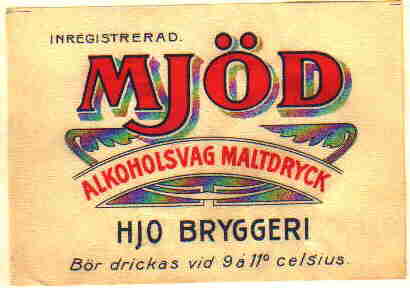 INREGISTRERAD.
MJÖD
ALKOHOLSVAG MALTDRYCK
HJO BRYGGERI
Bör drickas vid 9 à 11° celsius.